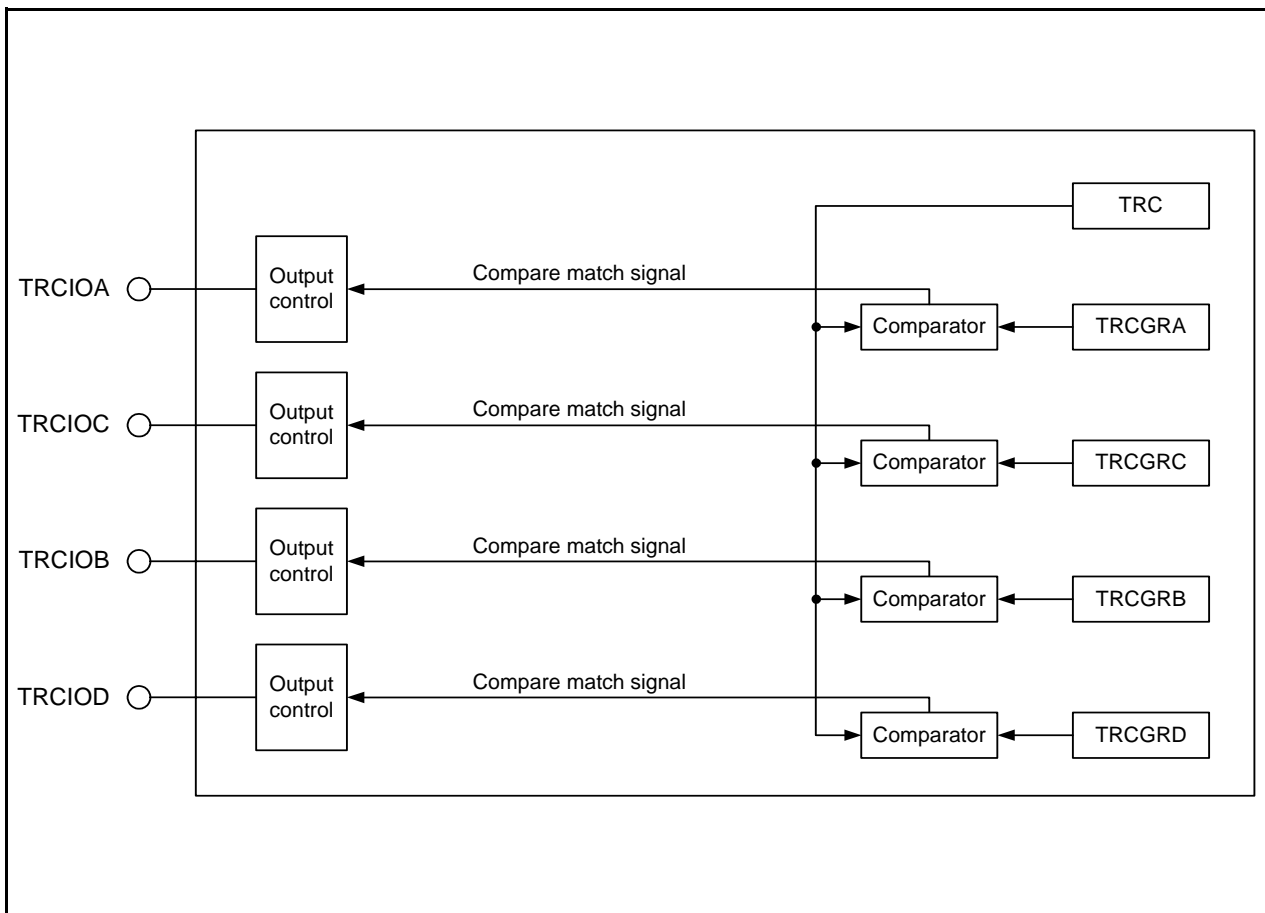 TRC
TRCIOA
Output
control
Compare match signal
Comparator
TRCGRA
TRCIOC
Output
control
Compare match signal
Comparator
TRCGRC
TRCIOB
Output
control
Compare match signal
Comparator
TRCGRB
TRCIOD
Output
control
Compare match signal
Comparator
TRCGRD